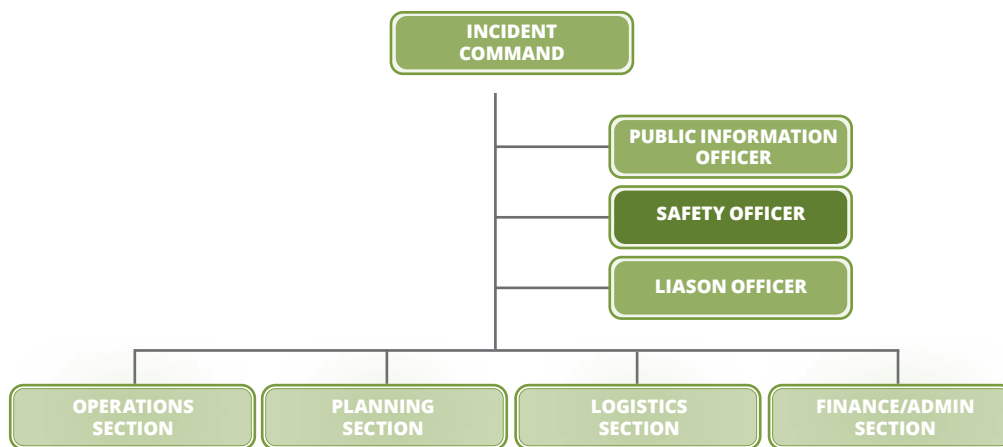 INCIDENT
COMMAND
PUBLIC INFORMATION
OFFICER
SAFETY OFFICER
LIASON OFFICER
OPERATIONS
SECTION
PLANNING
SECTION
LOGISTICS
SECTION
FINANCE/ADMIN
SECTION